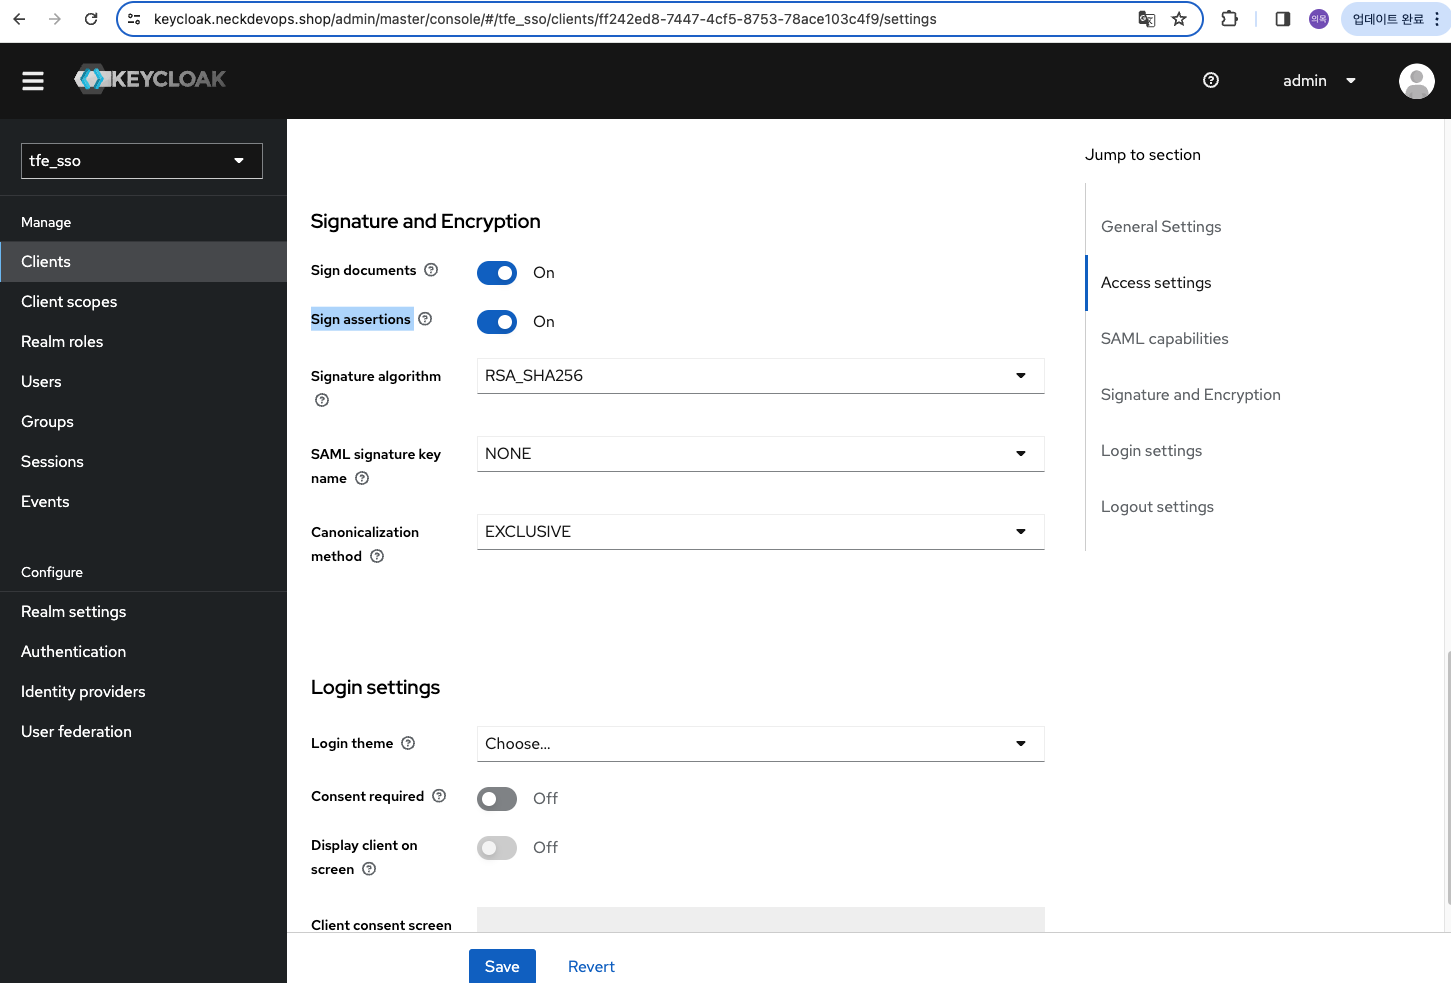 keycloak.neckdevops.shop/admin/master/console/#/tfe_sso/clients/ff242ed8-7447-4cf5-8753-78ace103c4f9/settings
의목
업데이트 완료
KEYCLOAK
admin
tfe_sso
Manage
Clients
Client scopes
Realm roles
Users
Groups
Sessions
Events
Configure
Realm settings
Authentication
Identity providers
User federation
Signature and Encryption
Sign documents
On
Sign assertions
On
Signature algorithm
RSA_SHA256
SAML signature key
name
NONE
Canonicalization
method
EXCLUSIVE
Login settings
Login theme
Choose...
Consent required
Off
Display client on
screen
Off
Client consent screen
Save
Revert
Jump to section
General Settings
Access settings
SAML capabilities
Signature and Encryption
Login settings
Logout settings